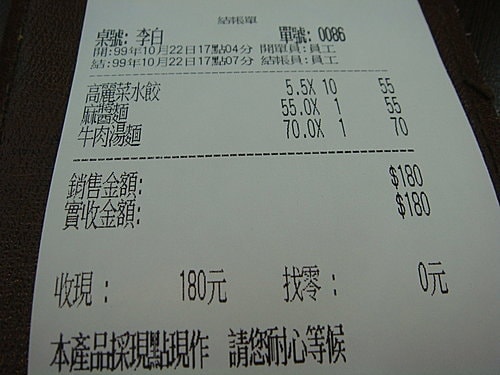 結帳單
桌號: 李白 單號: 0086
開:99年10月22日17點04分 開單員:員工
結:99年10月22日17點07分 結帳員:員工
高麗菜水餃 5.5X 10 55
麻醬麵 55.0X 1 55
牛肉湯麵 70.0X 1 70
銷售金額: $180
實收金額: $180
收現: 180元 找零: 0元
本產品採現點現作 請您耐心等候